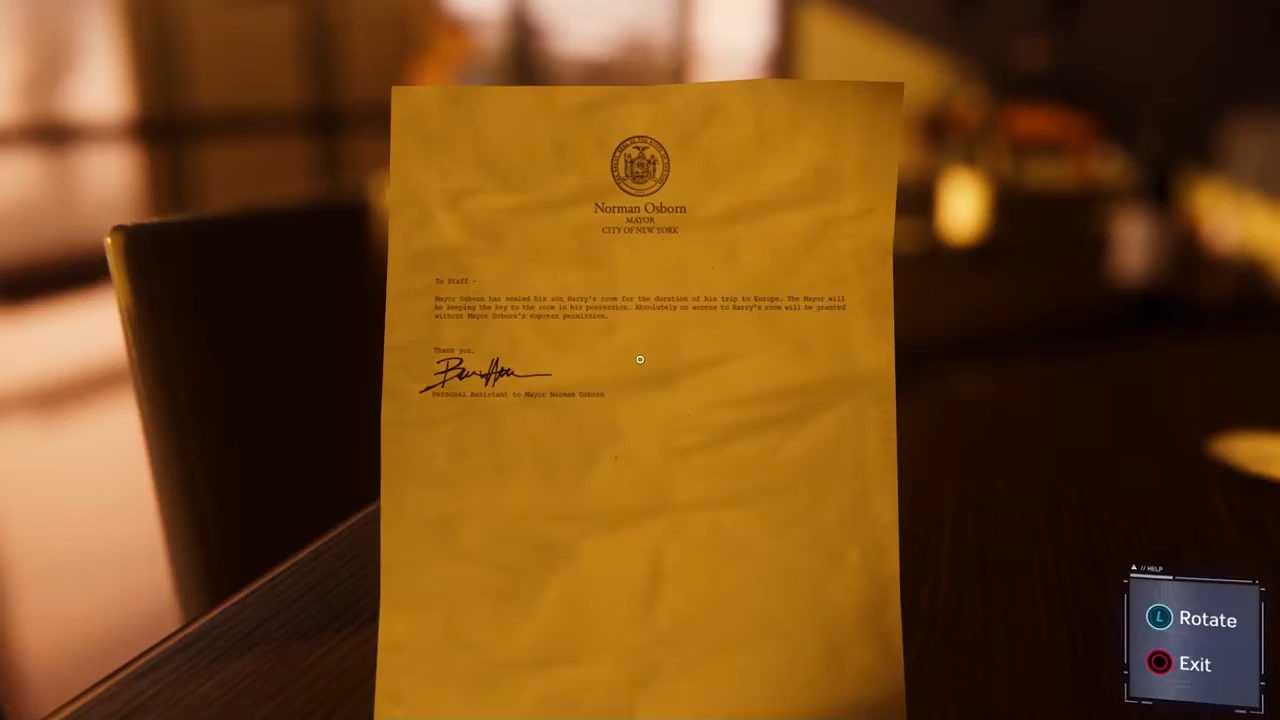 Norman Osborn
MAYOR
CITY OF NEW YORK
To Staff -
Mayor Osborn has sealed his son Harry's room for the duration of his trip to Europe. The Mayor will
be keeping the key to the room in his possession. Absolutely no access to Harry's room will be granted
without Mayor Osborn's express permission.
Thank you,
Personal Assistant to Mayor Norman Osborn
// HELP
L Rotate
Exit